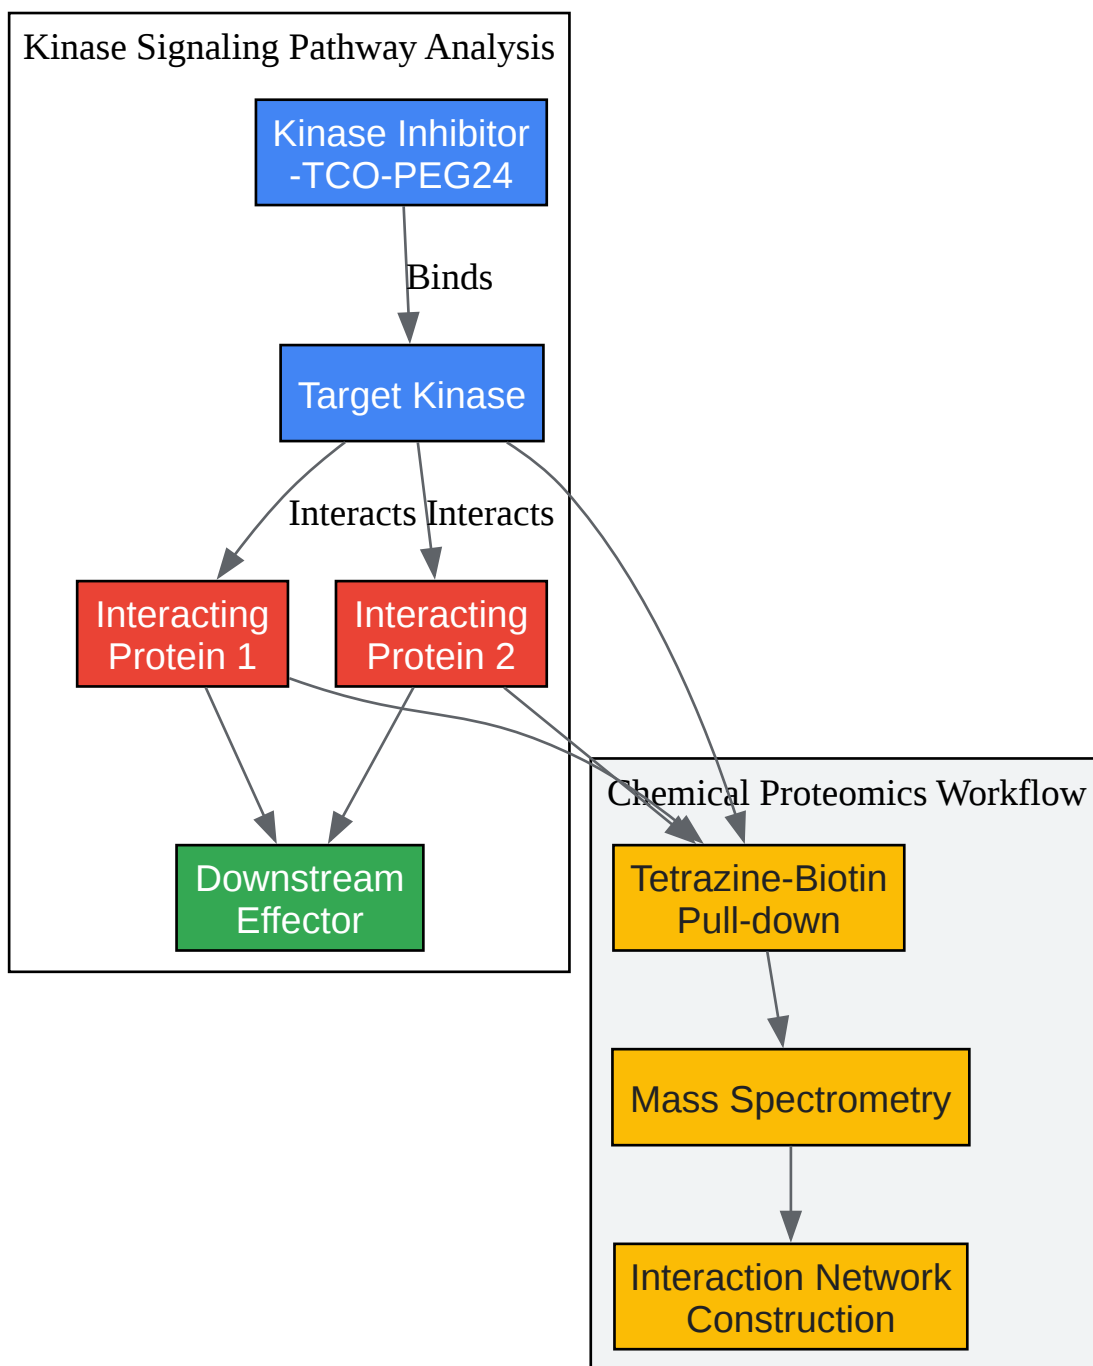 Kinase Signaling Pathway Analysis
Kinase Inhibitor
-TCO-PEG24
Binds
Target Kinase
Interacts
Interacts
Interacting
Protein 1
Interacting
Protein 2
Downstream
Effector
Chemical Proteomics Workflow
Tetrazine-Biotin
Pull-down
Mass Spectrometry
Interaction Network
Construction